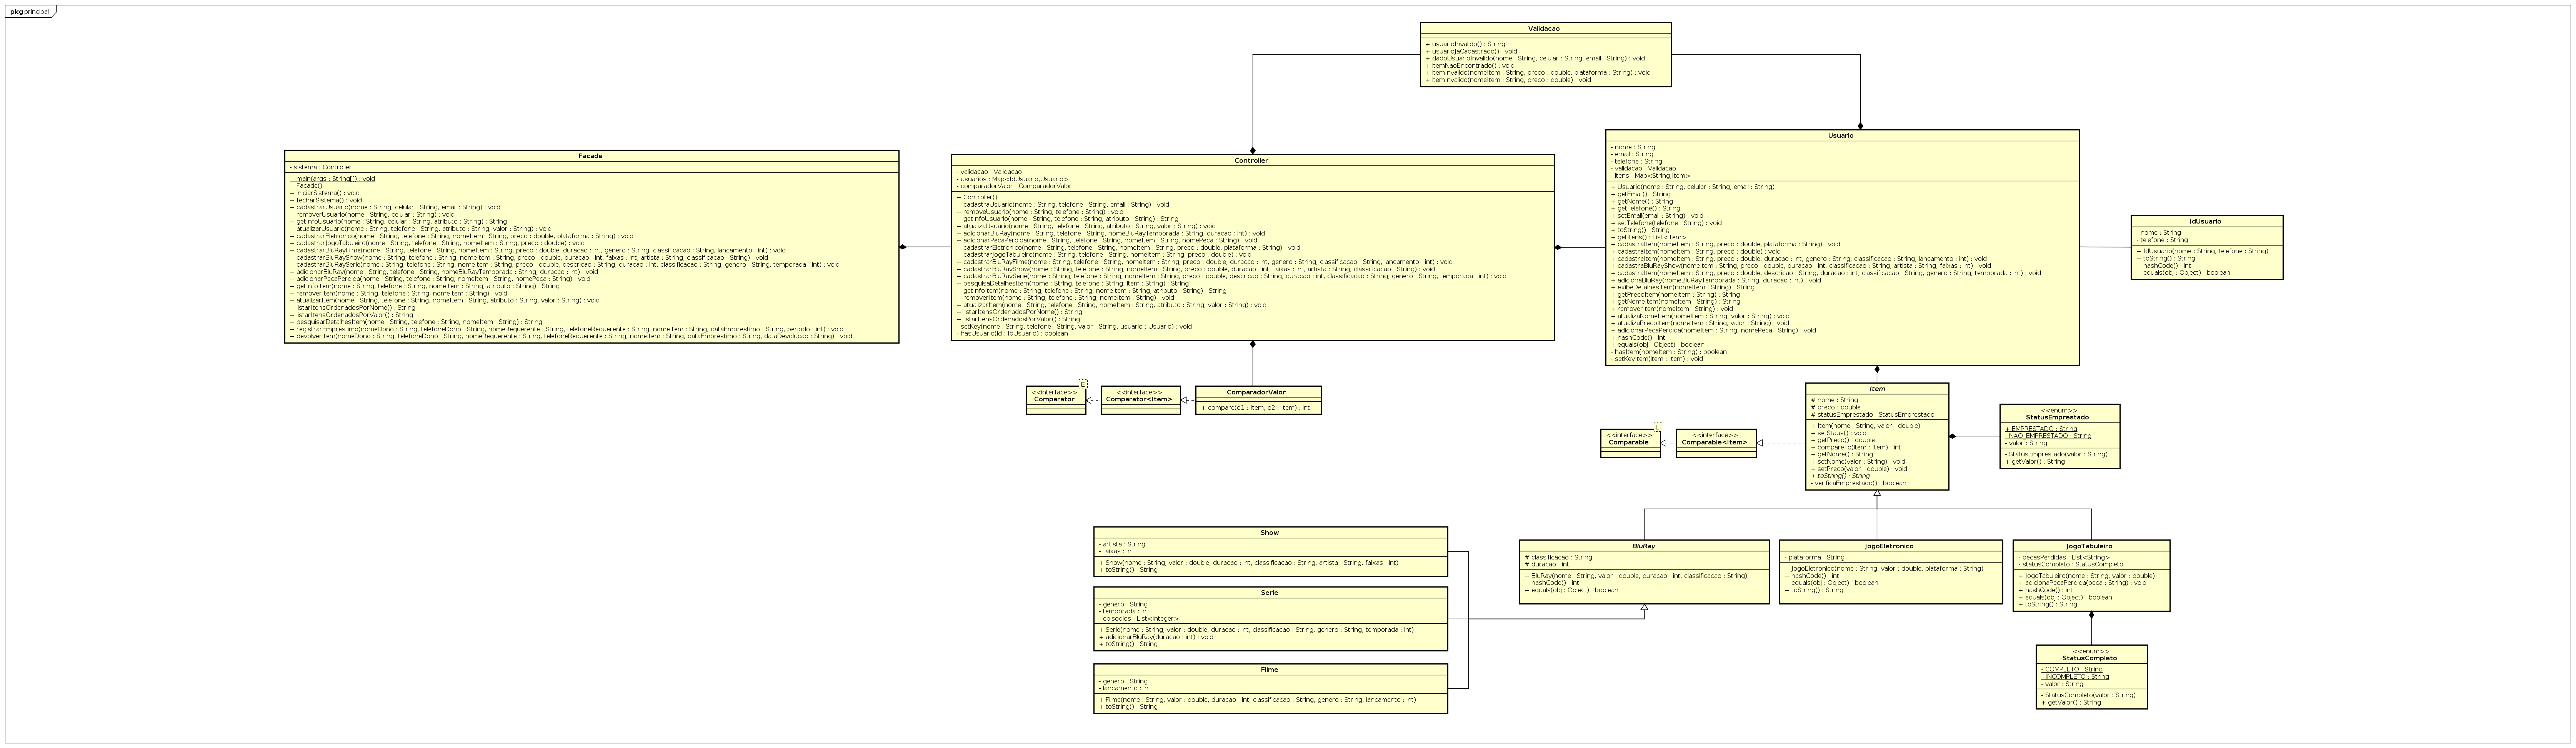 pkg principal
Validacao
+ usuarioInvalido() : String
+ usuarioJaCadastrado() : void
+ dadoUsuarioInvalido(nome : String, celular : String, email : String) : void
+ itemNaoEncontrado() : void
+ itemInvalido(nomeItem : String, preco : double, plataforma : String) : void
+ itemInvalido(nomeItem : String, preco : double) : void
Facade
- sistema : Controller
+ main(args : String[]) : void
+ Facade()
+ iniciarSistema() : void
+ fecharSistema() : void
+ cadastrarUsuario(nome : String, celular : String, email : String) : void
+ removerUsuario(nome : String, celular : String) : void
+ getInfoUsuario(nome : String, celular : String, atributo : String) : String
+ atualizarUsuario(nome : String, telefone : String, atributo : String, valor : String) : void
+ cadastrarEletronico(nome : String, telefone : String, nomeItem : String, preco : double, plataforma : String) : void
+ cadastrarJogoTabuleiro(nome : String, telefone : String, nomeItem : String, preco : double) : void
+ cadastrarBluRayFilme(nome : String, telefone : String, nomeItem : String, preco : double, duracao : int, genero : String, classificacao : String, lancamento : int) : void
+ cadastrarBluRayShow(nome : String, telefone : String, nomeItem : String, preco : double, duracao : int, faixas : int, artista : String, classificacao : String) : void
+ cadastrarBluRaySerie(nome : String, telefone : String, nomeItem : String, preco : double, descricao : String, duracao : int, classificacao : String, genero : String, temporada : int) : void
+ adicionarBluRay(nome : String, telefone : String, nomeBluRayTemporada : String, duracao : int) : void
+ adicionarPecaPerdida(nome : String, telefone : String, nomeItem : String, nomePeca : String) : void
+ getInfoItem(nome : String, telefone : String, nomeItem : String, atributo : String) : String
+ removerItem(nome : String, telefone : String, nomeItem : String) : void
+ atualizarItem(nome : String, telefone : String, nomeItem : String, atributo : String, valor : String) : void
+ listarItensOrdenadosPorNome() : String
+ listarItensOrdenadosPorValor() : String
+ pesquisarDetalhesItem(nome : String, telefone : String, nomeItem : String) : String
+ registrarEmprestimo(nomeDono : String, telefoneDono : String, nomeRequerente : String, telefoneRequerente : String, nomeItem : String, dataEmprestimo : String, periodo : int) : void
+ devolverItem(nomeDono : String, telefoneDono : String, nomeRequerente : String, telefoneRequerente : String, nomeItem : String, dataEmprestimo : String, dataDevolucao : String) : void
Controller
- validacao : Validacao
- usuarios : Map<IdUsuario,Usuario>
- comparadorValor : ComparadorValor
+ Controller()
+ cadastraUsuario(nome : String, telefone : String, email : String) : void
+ removeUsuario(nome : String, telefone : String) : void
+ getInfoUsuario(nome : String, telefone : String, atributo : String) : String
+ atualizaUsuario(nome : String, telefone : String, atributo : String, valor : String) : void
+ adicionarBluRay(nome : String, telefone : String, nomeBluRayTemporada : String, duracao : int) : void
+ adicionarPecaPerdida(nome : String, telefone : String, nomeItem : String, nomePeca : String) : void
+ cadastrarEletronico(nome : String, telefone : String, nomeItem : String, preco : double, plataforma : String) : void
+ cadastrarJogoTabuleiro(nome : String, telefone : String, nomeItem : String, preco : double) : void
+ cadastrarBluRayFilme(nome : String, telefone : String, nomeItem : String, preco : double, duracao : int, genero : String, classificacao : String, lancamento : int) : void
+ cadastrarBluRayShow(nome : String, telefone : String, nomeItem : String, preco : double, duracao : int, faixas : int, artista : String, classificacao : String) : void
+ cadastrarBluRaySerie(nome : String, telefone : String, nomeItem : String, preco : double, descricao : String, duracao : int, classificacao : String, genero : String, temporada : int) : void
+ pesquisaDetalhesItem(nome : String, telefone : String, item : String) : String
+ getInfoItem(nome : String, telefone : String, nomeItem : String, atributo : String) : String
+ removerItem(nome : String, telefone : String, nomeItem : String) : void
+ atualizarItem(nome : String, telefone : String, nomeItem : String, atributo : String, valor : String) : void
+ listarItensOrdenadosPorNome() : String
+ listarItensOrdenadosPorValor() : String
- setKey(nome : String, telefone : String, valor : String, usuario : Usuario) : void
- hasUsuario(id : IdUsuario) : boolean
Usuario
- nome : String
- email : String
- telefone : String
- validacao : Validacao
- itens : Map<String,Item>
+ Usuario(nome : String, celular : String, email : String)
+ getEmail() : String
+ getNome() : String
+ getTelefone() : String
+ setEmail(email : String) : void
+ setTelefone(telefone : String) : void
+ toString() : String
+ getItens() : List<Item>
+ cadastraItem(nomeItem : String, preco : double, plataforma : String) : void
+ cadastraItem(nomeItem : String, preco : double) : void
+ cadastraItem(nomeItem : String, preco : double, duracao : int, genero : String, classificacao : String, lancamento : int) : void
+ cadastraBluRayShow(nomeItem : String, preco : double, duracao : int, classificacao : String, artista : String, faixas : int) : void
+ cadastraItem(nomeItem : String, preco : double, descricao : String, duracao : int, classificacao : String, genero : String, temporada : int) : void
+ adicionaBluRay(nomeBluRayTemporada : String, duracao : int) : void
+ exibeDetalhesItem(nomeItem : String) : String
+ getPrecoItem(nomeItem : String) : String
+ getNomeItem(nomeItem : String) : String
+ removerItem(nomeItem : String) : void
+ atualizaNomeItem(nomeItem : String, valor : String) : void
+ atualizaPrecoItem(nomeItem : String, valor : String) : void
+ adicionarPecaPerdida(nomeItem : String, nomePeca : String) : void
+ hashCode() : int
+ equals(obj : Object) : boolean
- hasItem(nomeItem : String) : boolean
- setKeyItem(item : Item) : void
IdUsuario
- nome : String
- telefone : String
+ IdUsuario(nome : String, telefone : String)
+ toString() : String
+ hashCode() : int
+ equals(obj : Object) : boolean
<<interface>>
Comparator
E
<<interface>>
Comparator<Item>
ComparadorValor
+ compare(o1 : Item, o2 : Item) : int
Item
# nome : String
# preco : double
# statusEmprestado : StatusEmprestado
+ Item(nome : String, valor : double)
+ setStaus() : void
+ getPreco() : double
+ compareTo(item : Item) : int
+ getNome() : String
+ setNome(valor : String) : void
+ setPreco(valor : double) : void
+ toString() : String
- verificaEmprestado() : boolean
<<enum>>
StatusEmprestado
+ EMPRESTADO : String
- NAO_EMPRESTADO : String
- valor : String
- StatusEmprestado(valor : String)
+ getValor() : String
<<interface>>
Comparable
<<interface>>
Comparable<Item>
Show
- artista : String
- faixas : int
+ Show(nome : String, valor : double, duracao : int, classificacao : String, artista : String, faixas : int)
+ toString() : String
Serie
- genero : String
- temporada : int
- episodios : List<Integer>
+ Serie(nome : String, valor : double, duracao : int, classificacao : String, genero : String, temporada : int)
+ adicionarBluRay(duracao : int) : void
+ toString() : String
Filme
- genero : String
- lancamento : int
+ Filme(nome : String, valor : double, duracao : int, classificacao : String, genero : String, lancamento : int)
+ toString() : String
BluRay
# classificacao : String
# duracao : int
+ BluRay(nome : String, valor : double, duracao : int, classificacao : String)
+ hashCode() : int
+ equals(obj : Object) : boolean
JogoEletronico
- plataforma : String
+ JogoEletronico(nome : String, valor : double, plataforma : String)
+ hashCode() : int
+ equals(obj : Object) : boolean
+ toString() : String
JogoTabuleiro
- pecasPerdidas : List<String>
- statusCompleto : StatusCompleto
+ JogoTabuleiro(nome : String, valor : double)
+ adicionaPecaPerdida(peca : String) : void
+ hashCode() : int
+ equals(obj : Object) : boolean
+ toString() : String
<<enum>>
StatusCompleto
- COMPLETO : String
- INCOMPLETO : String
- valor : String
- StatusCompleto(valor : String)
+ getValor() : String